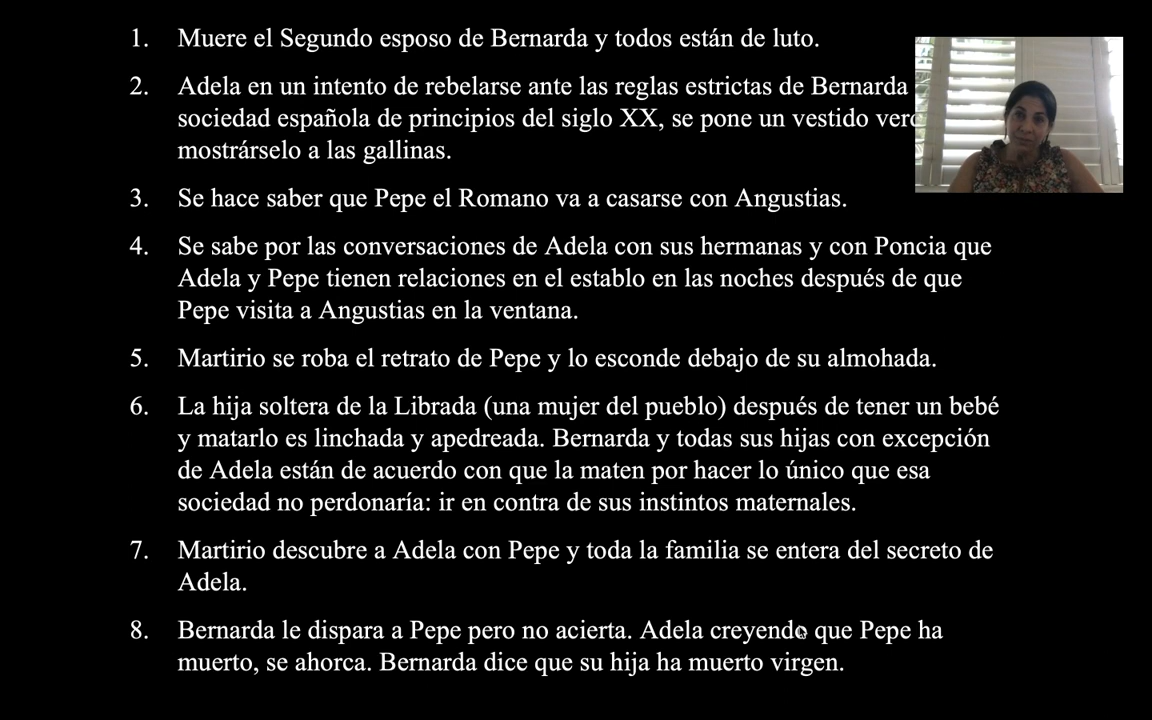 1. Muere el Segundo esposo de Bernarda y todos están de luto.
2. Adela en un intento de rebelarse ante las reglas estrictas de Bernarda
sociedad española de principios del siglo XX, se pone un vestido
mostrárselo a las gallinas.
3. Se hace saber que Pepe el Romano va a casarse con Angustias.
4. Se sabe por las conversaciones de Adela con sus hermanas y con Poncia que
Adela y Pepe tienen relaciones en el establo en las noches después de que
Pepe visita a Angustias en la ventana.
5. Martirio se roba el retrato de Pepe y lo esconde debajo de su almohada.
6. La hija soltera de la Librada (una mujer del pueblo) después de tener un bebé
y matarlo es linchada y apedreada. Bernarda y todas sus hijas con excepción
de Adela están de acuerdo con que la maten por hacer lo único que esa
sociedad no perdonaría: ir en contra de sus instintos maternales.
7. Martirio descubre a Adela con Pepe y toda la familia se entera del secreto de
Adela.
8. Bernarda le dispara a Pepe pero no acierta. Adela creyendo que Pepe ha
muerto, se ahorca. Bernarda dice que su hija ha muerto virgen.